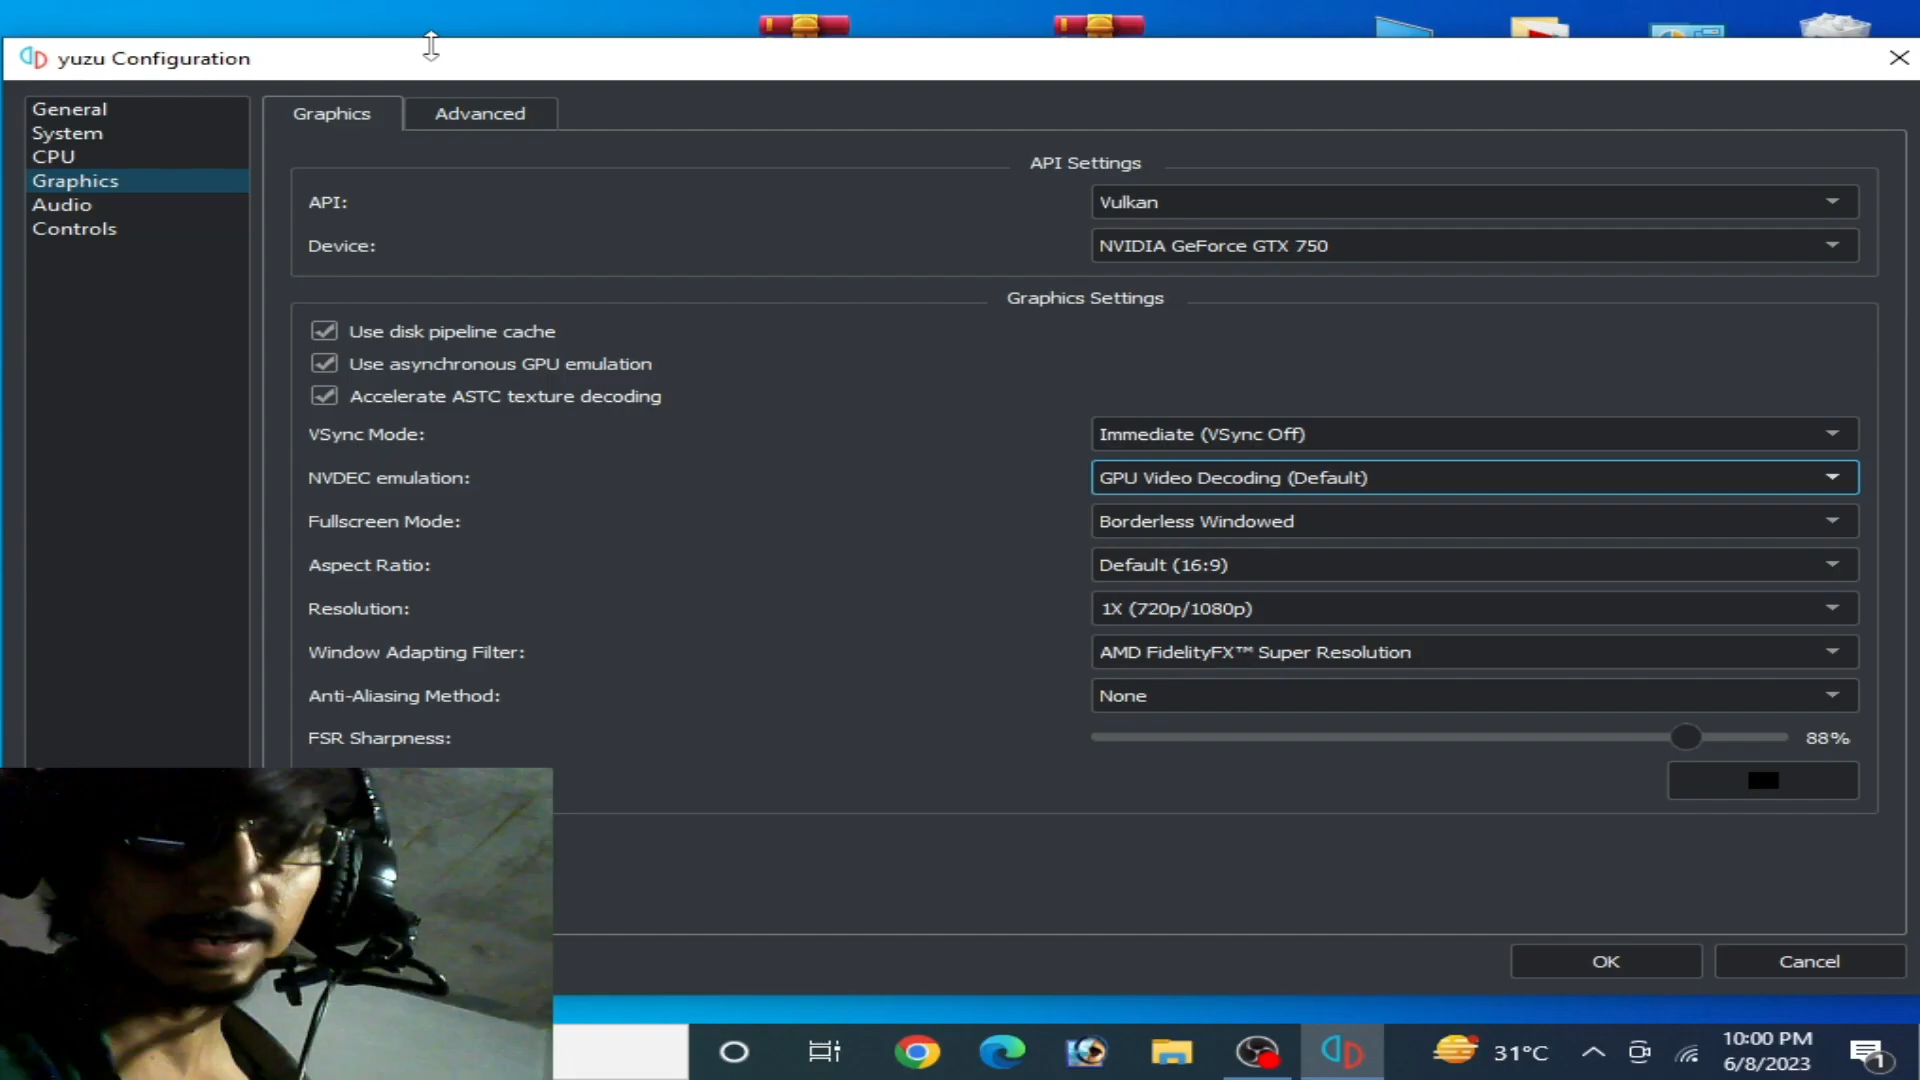 yuzu Configuration
General
System
CPU
Graphics
Audio
Controls
Graphics
Advanced
API Settings
API:
Vulkan
Device:
NVIDIA GeForce GTX 750
Graphics Settings
Use disk pipeline cache
Use asynchronous GPU emulation
Accelerate ASTC texture decoding
VSync Mode:
Immediate (VSync Off)
NVDEC emulation:
GPU Video Decoding (Default)
Fullscreen Mode:
Borderless Windowed
Aspect Ratio:
Default (16:9)
Resolution:
1X (720p/1080p)
Window Adapting Filter:
AMD FidelityFX™ Super Resolution
Anti-Aliasing Method:
None
FSR Sharpness:
88%
OK
Cancel
31°C
10:00 PM
6/8/2023
1